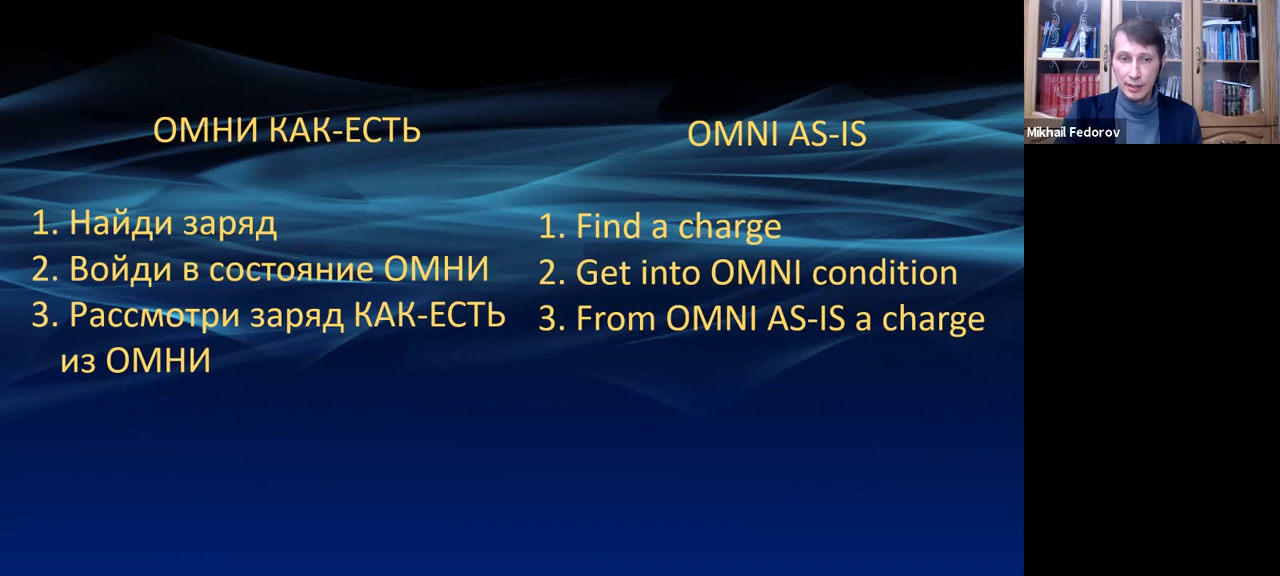 ОМНИ КАК-ЕСТЬ
1. Найди заряд
2. Войди в состояние ОМНИ
3. Рассмотри заряд КАК-ЕСТЬ
из ОМНИ
OMNI AS-IS
1. Find a charge
2. Get into OMNI condition
3. From OMNI AS-IS a charge
Mikhail Fedorov